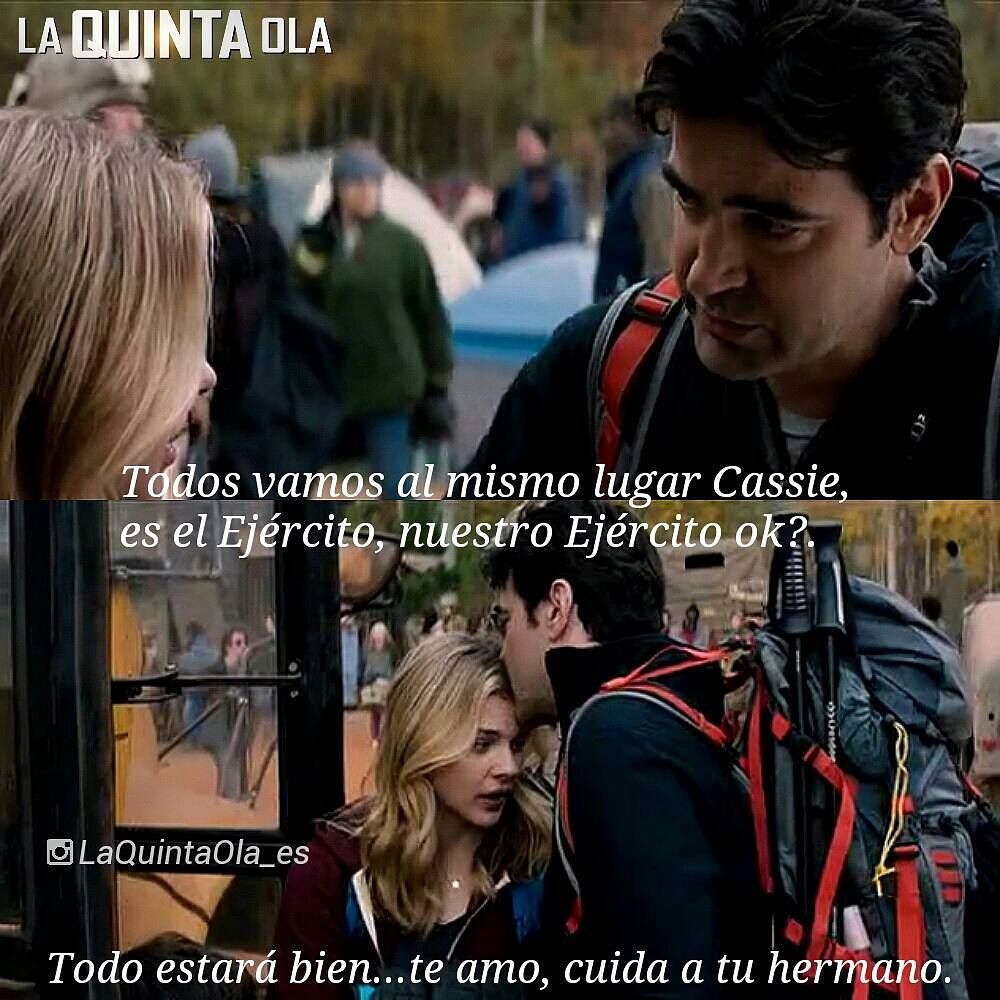 LA QUINTA OLA
Todos vamos al mismo lugar Cassie,
es el Ejército, nuestro Ejército ok?.
LaQuintaOla_es
Todo estará bien...te amo, cuida a tu hermano.